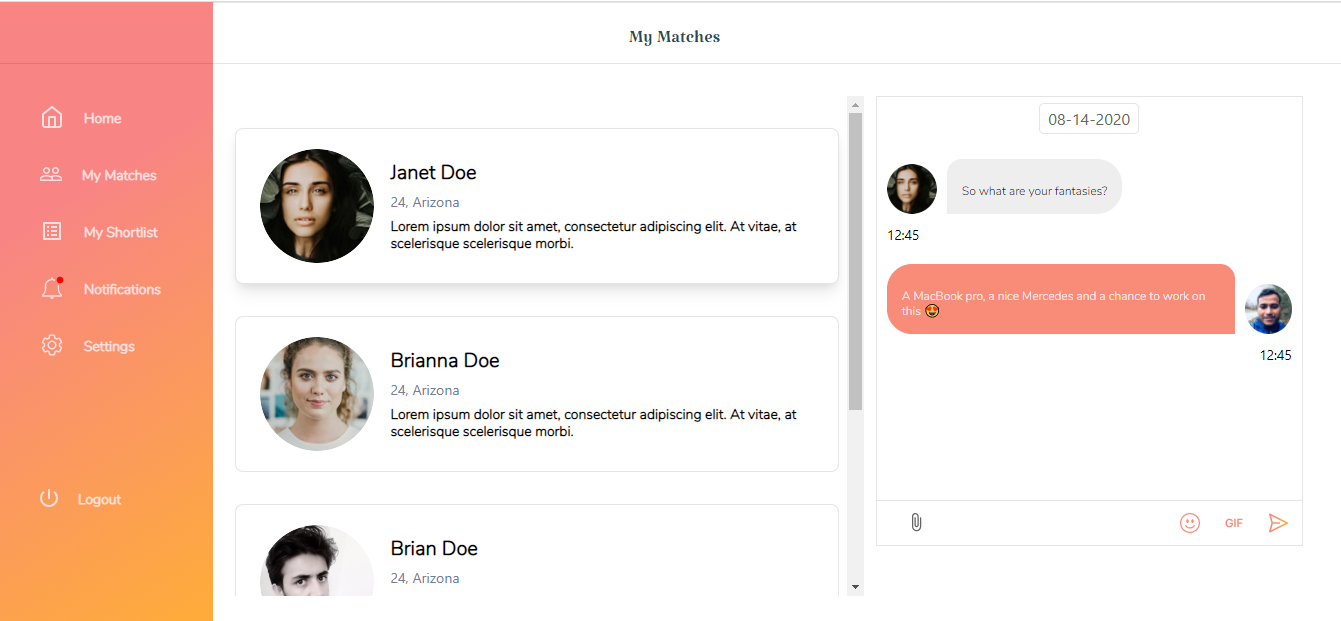 My Matches
Home
My Matches
My Shortlist
Notifications
Settings
Logout
Janet Doe
24, Arizona
Lorem ipsum dolor sit amet, consectetur adipiscing elit. At vitae, at
scelerisque scelerisque morbi.
Brianna Doe
24, Arizona
Lorem ipsum dolor sit amet, consectetur adipiscing elit. At vitae, at
scelerisque scelerisque morbi.
Brian Doe
24, Arizona
08-14-2020
So what are your fantasies?
12:45
A MacBook pro, a nice Mercedes and a chance to work on
this 😍
12:45
GIF